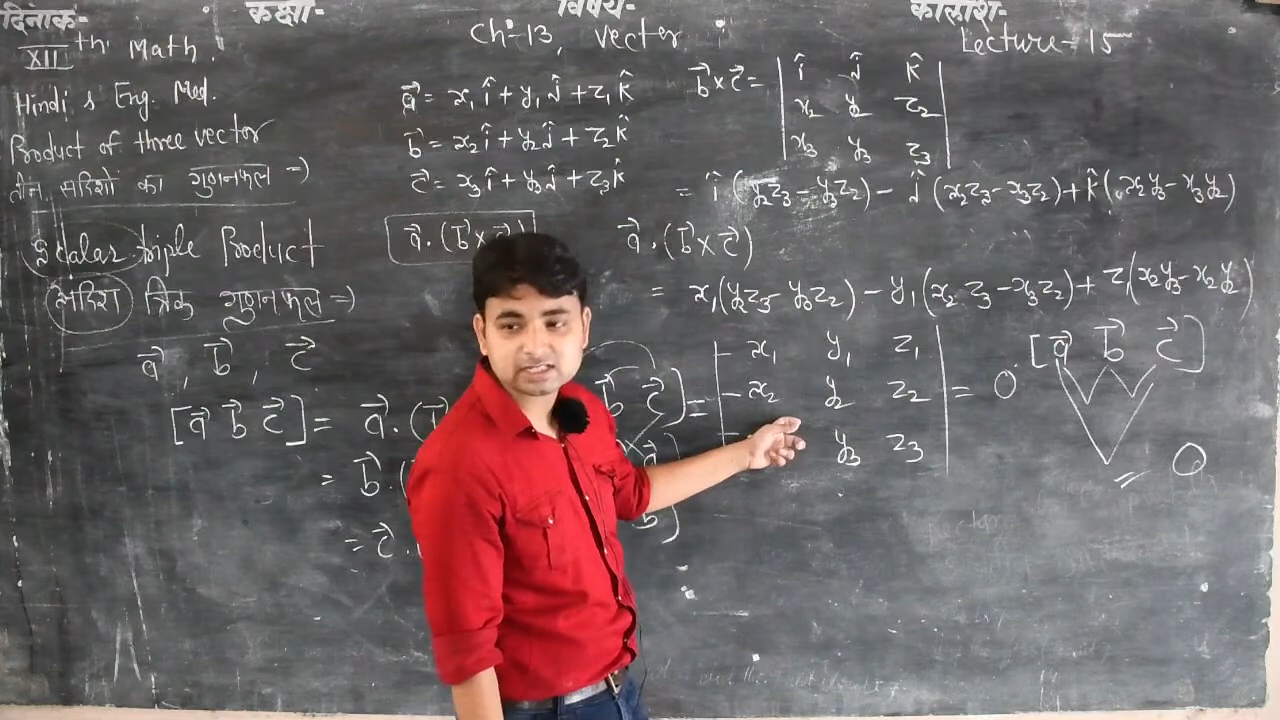 दिनांक- कक्षा- विषय- कालांश-
XII th Math.
Ch-13, Vector
Lecture-15
Hindi & Eng. Med.
Product of three vector
तीन सदिशो का गुणनफल ⇒
Scalar triple Product
अदिश त्रिक गुणनफल ⇒
a⃗, b⃗, c⃗
[a⃗ b⃗ c⃗] = a⃗.(b⃗
= b⃗.(
= c⃗.
a⃗ = x₁î + y₁ĵ + z₁k̂
b⃗ = x₂î + y₂ĵ + z₂k̂
c⃗ = x₃î + y₃ĵ + z₃k̂
a⃗.(b⃗×c⃗)
b⃗×c⃗ = | î ĵ k̂ |
| x₂ y₂ z₂ |
| x₃ y₃ z₃ |
= î (y₂z₃ - y₃z₂) - ĵ (x₂z₃ - x₃z₂) + k̂ (x₂y₃ - x₃y₂)
a⃗.(b⃗×c⃗)
= x₁(y₂z₃ - y₃z₂) - y₁(x₂z₃ - x₃z₂) + z₁(x₂y₃ - x₂y₂)
b⃗ c⃗] = | x₁ y₁ z₁ |
| x₂ y₂ z₂ | = 0
| y₃ z₃ |
[a⃗ b⃗ c⃗]
= 0